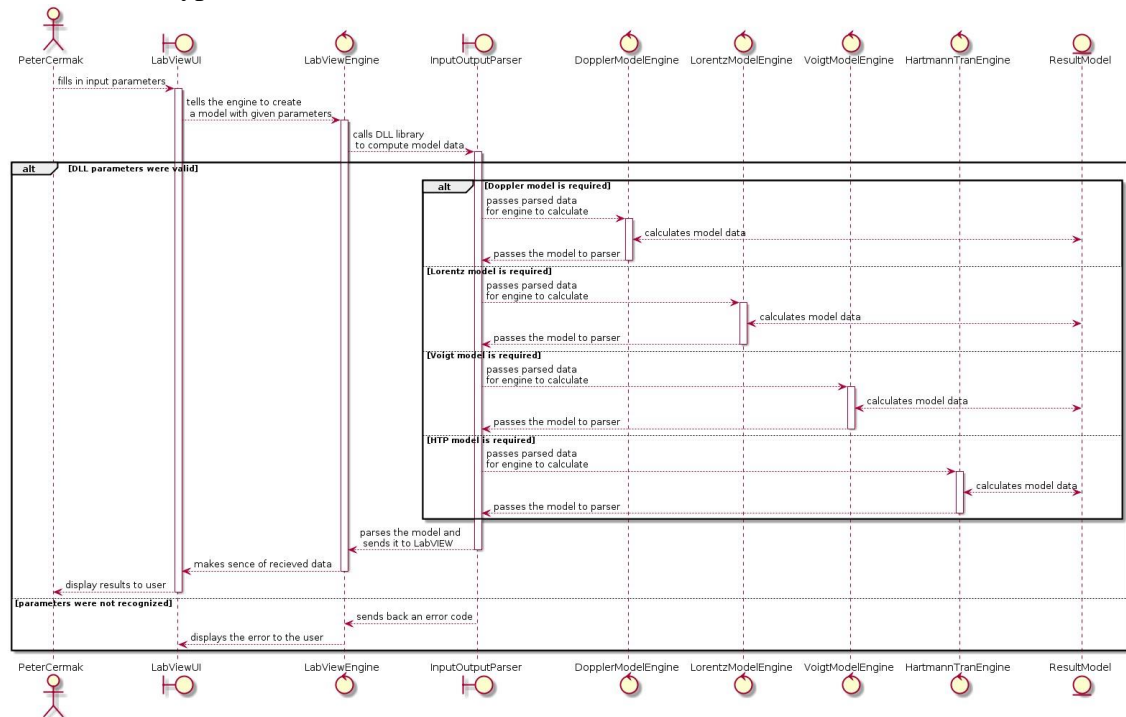 PeterCermak LabViewUI LabViewEngine InputOutputParser DopplerModelEngine LorentzModelEngine VoigtModelEngine HartmannTranEngine ResultModel
fills in input parameters
tells the engine to create
a model with given parameters
calls DLL library
to compute model data
alt [DLL parameters were valid]
alt [Doppler model is required]
passes parsed data
for engine to calculate
calculates model data
passes the model to parser
[Lorentz model is required]
passes parsed data
for engine to calculate
calculates model data
passes the model to parser
[Voigt model is required]
passes parsed data
for engine to calculate
calculates model data
passes the model to parser
[HTP model is required]
passes parsed data
for engine to calculate
calculates model data
passes the model to parser
parses the model and
sends it to LabVIEW
makes sence of recieved data
display results to user
[parameters were not recognized]
sends back an error code
displays the error to the user
PeterCermak LabViewUI LabViewEngine InputOutputParser DopplerModelEngine LorentzModelEngine VoigtModelEngine HartmannTranEngine ResultModel